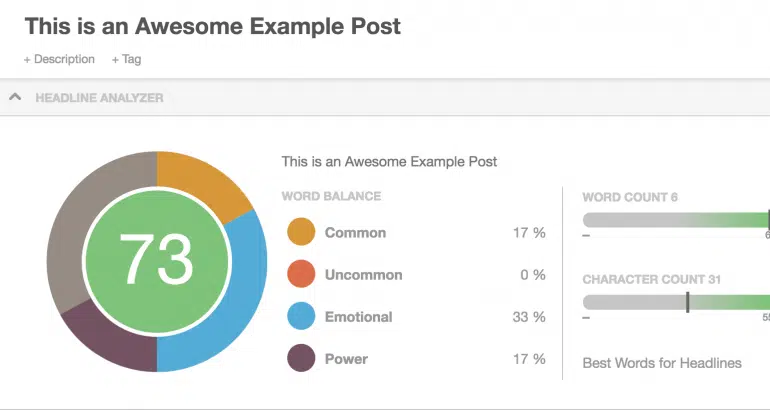 This is an Awesome Example Post
+ Description + Tag
HEADLINE ANALYZER
73
This is an Awesome Example Post
WORD BALANCE
Common 17 %
Uncommon 0 %
Emotional 33 %
Power 17 %
WORD COUNT 6
6
CHARACTER COUNT 31
55
Best Words for Headlines